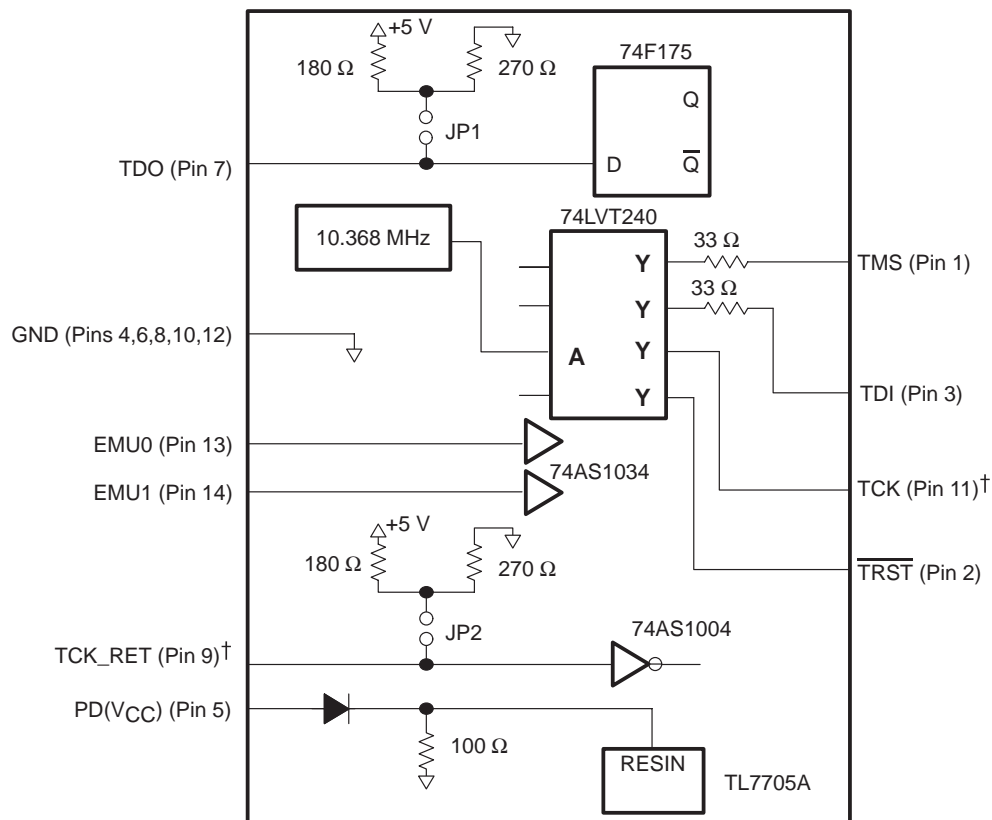 +5 V
180 Ω
270 Ω
JP1
74F175
Q
D
Q̅
TDO (Pin 7)
10.368 MHz
74LVT240
A
Y
Y
Y
Y
33 Ω
33 Ω
TMS (Pin 1)
GND (Pins 4,6,8,10,12)
TDI (Pin 3)
EMU0 (Pin 13)
74AS1034
EMU1 (Pin 14)
TCK (Pin 11)†
+5 V
180 Ω
270 Ω
T̅R̅S̅T̅ (Pin 2)
JP2
74AS1004
TCK_RET (Pin 9)†
PD(VCC) (Pin 5)
100 Ω
RESIN
TL7705A